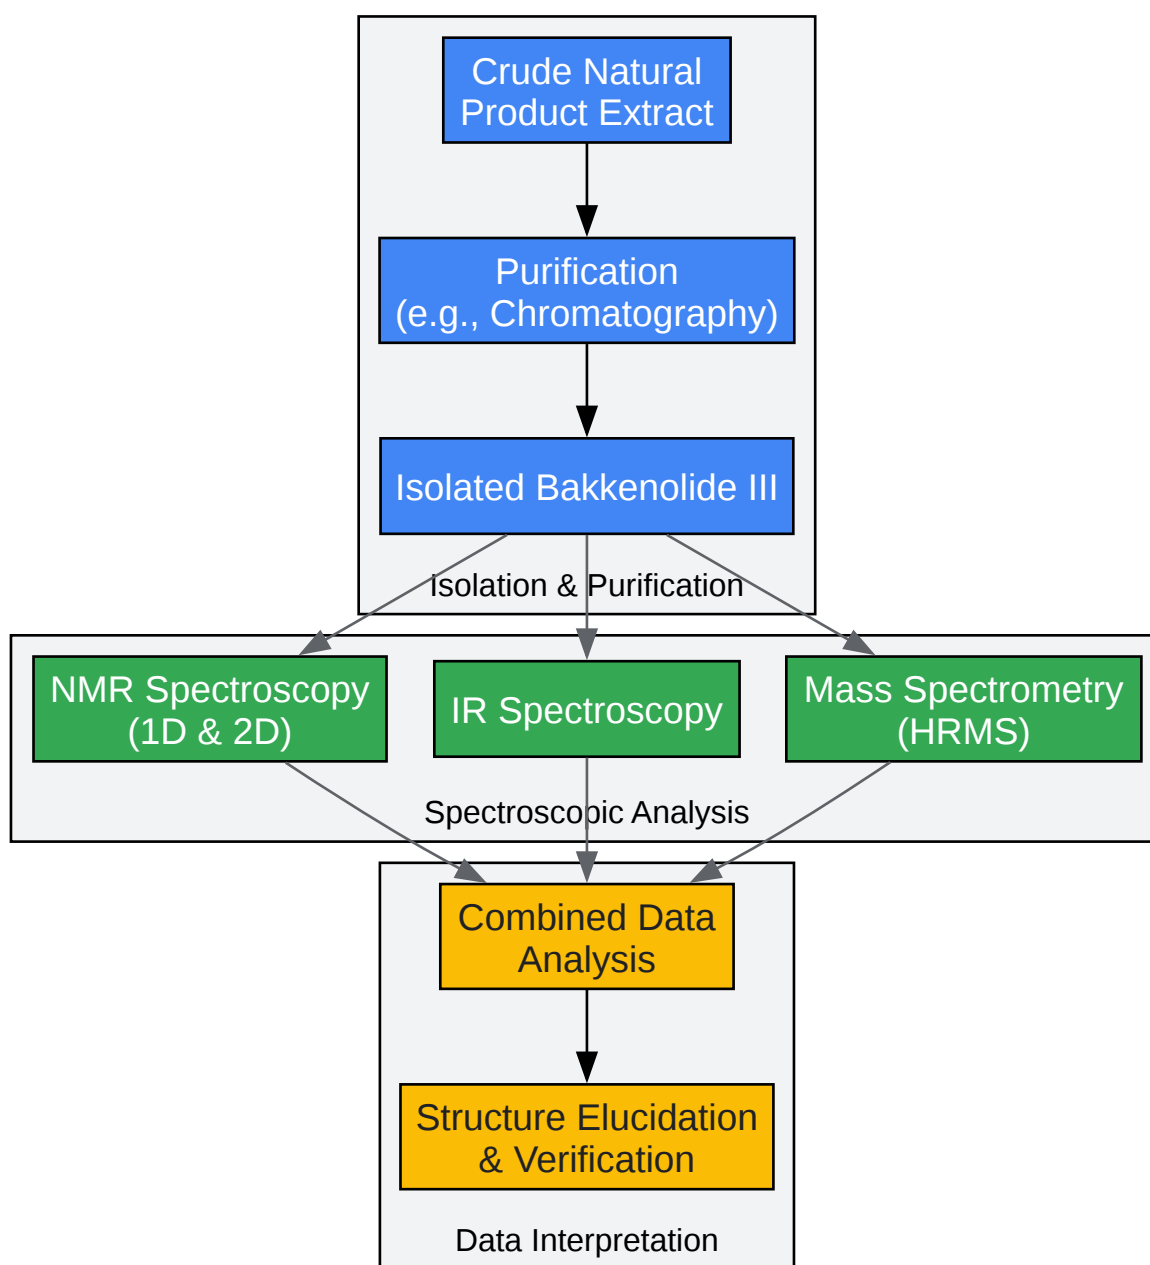 Crude Natural
Product Extract
Purification
(e.g., Chromatography)
Isolated Bakkenolide III
Isolation & Purification
NMR Spectroscopy
(1D & 2D)
IR Spectroscopy
Mass Spectrometry
(HRMS)
Spectroscopic Analysis
Combined Data
Analysis
Structure Elucidation
& Verification
Data Interpretation